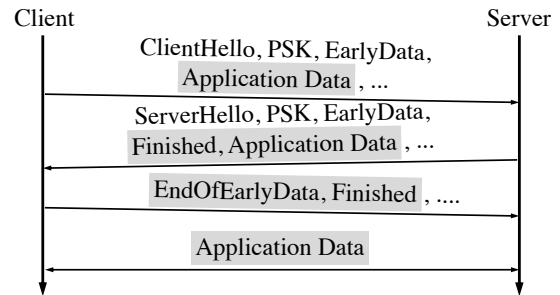 Client Server
ClientHello, PSK, EarlyData,
Application Data , ...
ServerHello, PSK, EarlyData,
Finished, Application Data , ...
EndOfEarlyData, Finished , ....
Application Data